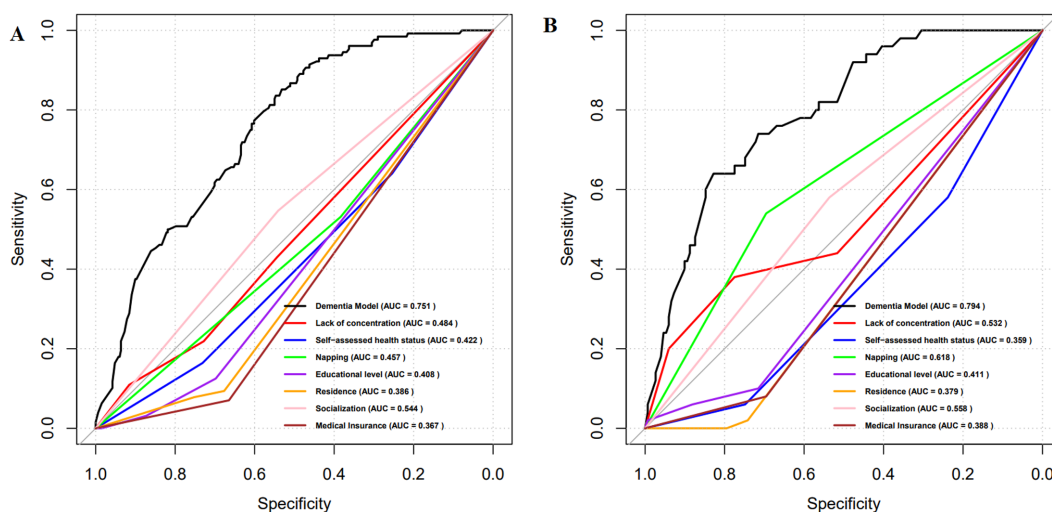 A
Sensitivity
1.0
0.8
0.6
0.4
0.2
0.0
Dementia Model (AUC = 0.751 )
Lack of concentration (AUC = 0.484 )
Self-assessed health status (AUC = 0.422 )
Napping (AUC = 0.457 )
Educational level (AUC = 0.408 )
Residence (AUC = 0.386 )
Socialization (AUC = 0.544 )
Medical Insurance (AUC = 0.367 )
1.0 0.8 0.6 0.4 0.2 0.0
Specificity
B
Sensitivity
1.0
0.8
0.6
0.4
0.2
0.0
Dementia Model (AUC = 0.794 )
Lack of concentration (AUC = 0.532 )
Self-assessed health status (AUC = 0.359 )
Napping (AUC = 0.618 )
Educational level (AUC = 0.411 )
Residence (AUC = 0.379 )
Socialization (AUC = 0.558 )
Medical Insurance (AUC = 0.388 )
1.0 0.8 0.6 0.4 0.2 0.0
Specificity